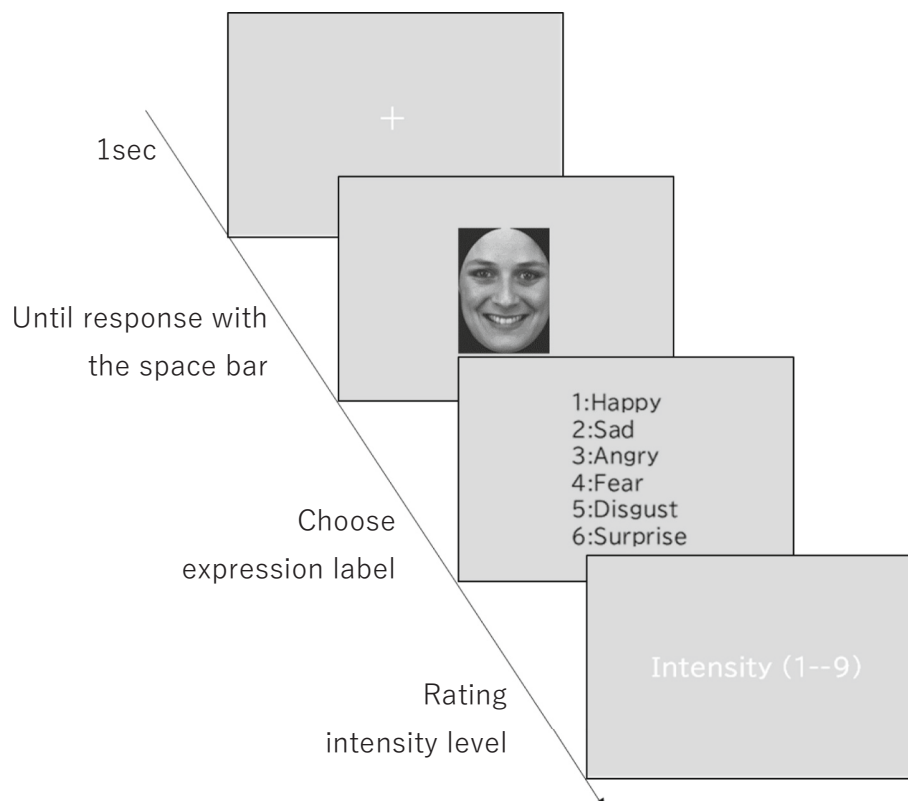 1sec
Until response with
the space bar
1:Happy
2:Sad
3:Angry
4:Fear
5:Disgust
6:Surprise
Choose
expression label
Intensity (1--9)
Rating
intensity level